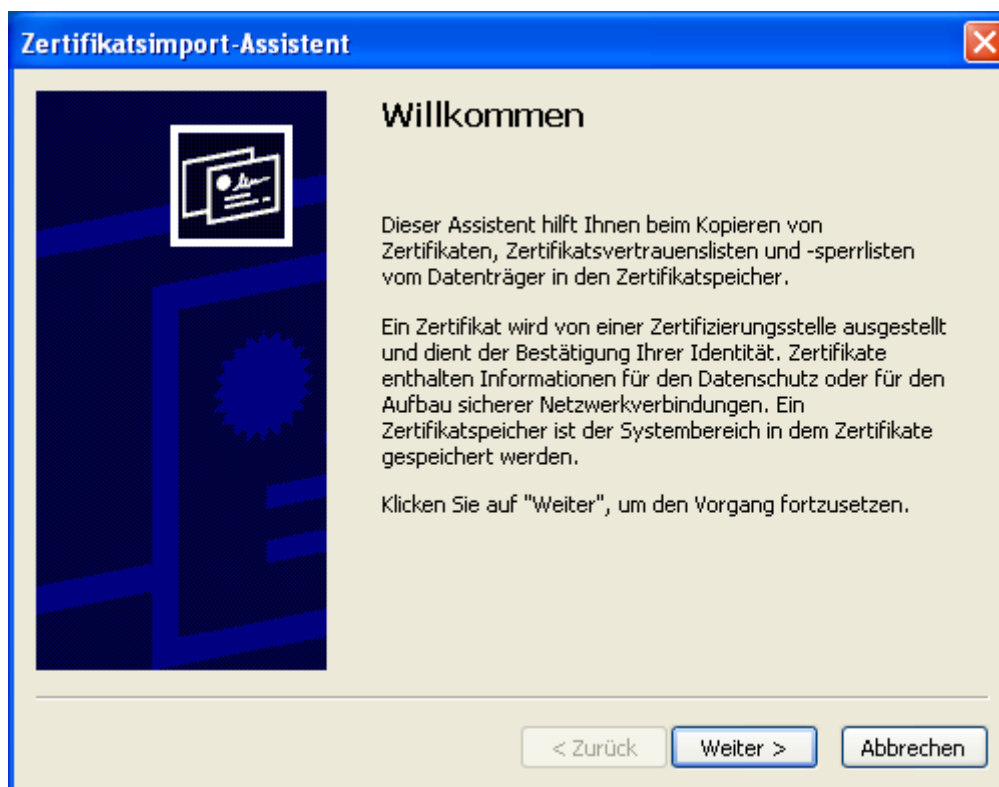 Zertifikatsimport-Assistent
Willkommen
Dieser Assistent hilft Ihnen beim Kopieren von
Zertifikaten, Zertifikatsvertrauenslisten und -sperrlisten
vom Datenträger in den Zertifikatspeicher.
Ein Zertifikat wird von einer Zertifizierungsstelle ausgestellt
und dient der Bestätigung Ihrer Identität. Zertifikate
enthalten Informationen für den Datenschutz oder für den
Aufbau sicherer Netzwerkverbindungen. Ein
Zertifikatspeicher ist der Systembereich in dem Zertifikate
gespeichert werden.
Klicken Sie auf "Weiter", um den Vorgang fortzusetzen.
< Zurück Weiter > Abbrechen